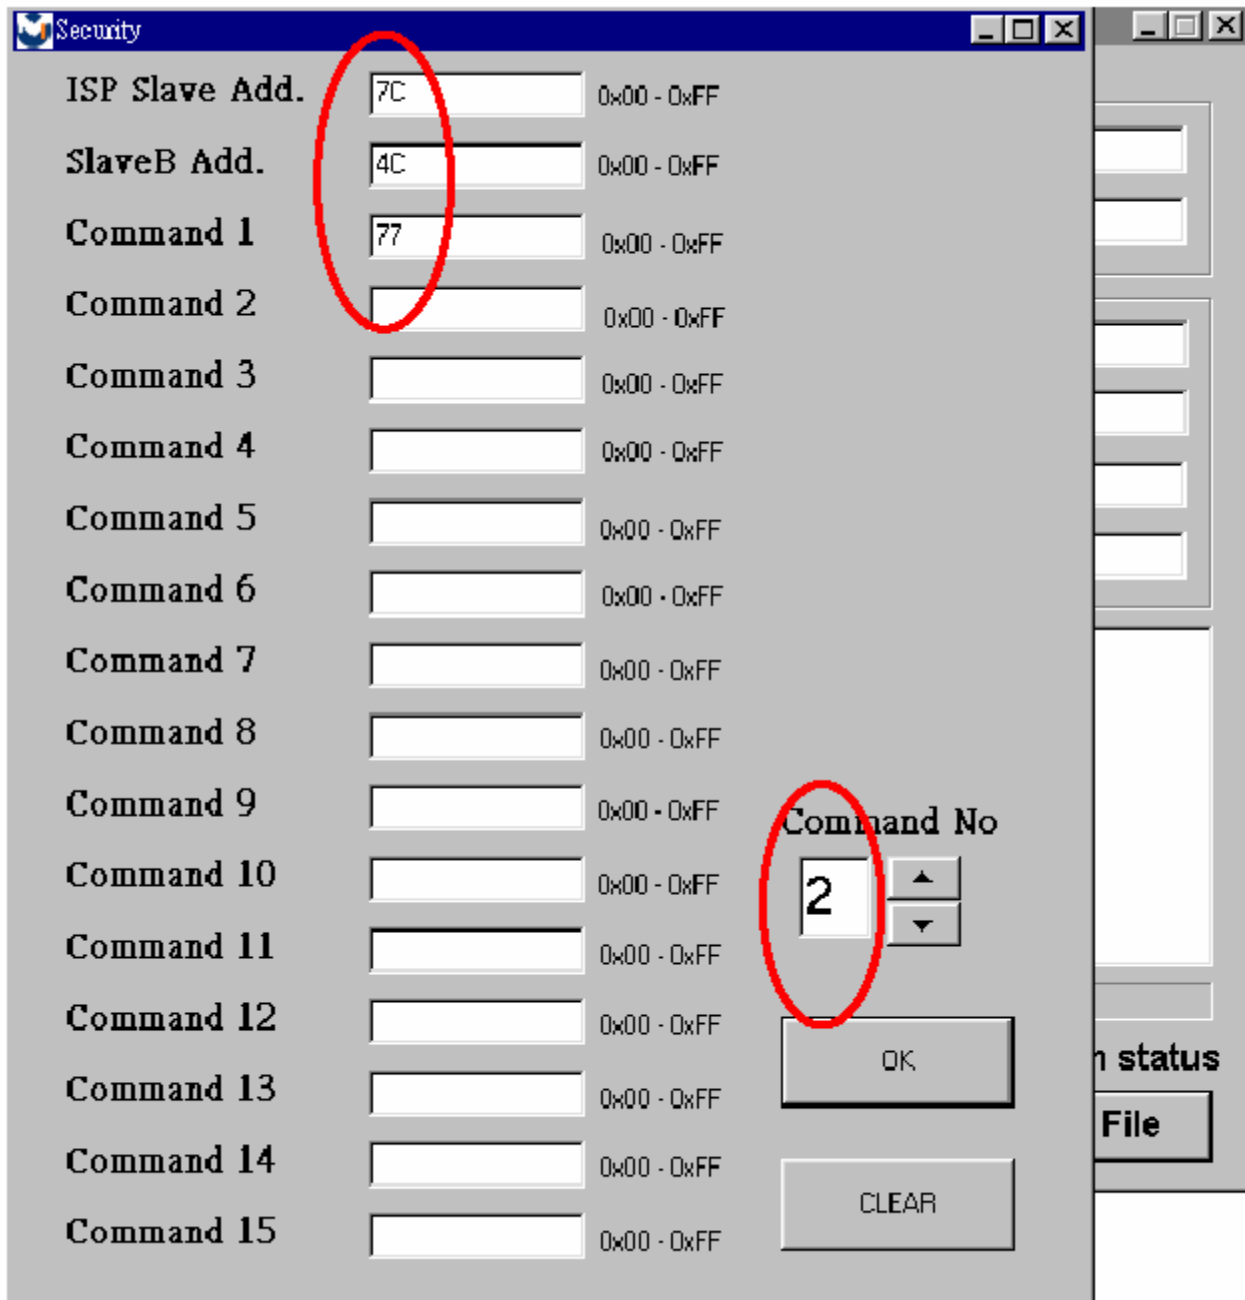 Security
ISP Slave Add. 7C 0x00 - 0xFF
SlaveB Add. 4C 0x00 - 0xFF
Command 1 77 0x00 - 0xFF
Command 2 0x00 - 0xFF
Command 3 0x00 - 0xFF
Command 4 0x00 - 0xFF
Command 5 0x00 - 0xFF
Command 6 0x00 - 0xFF
Command 7 0x00 - 0xFF
Command 8 0x00 - 0xFF
Command 9 0x00 - 0xFF
Command No
Command 10 0x00 - 0xFF
2
Command 11 0x00 - 0xFF
Command 12 0x00 - 0xFF
OK
status
Command 13 0x00 - 0xFF
File
Command 14 0x00 - 0xFF
CLEAR
Command 15 0x00 - 0xFF